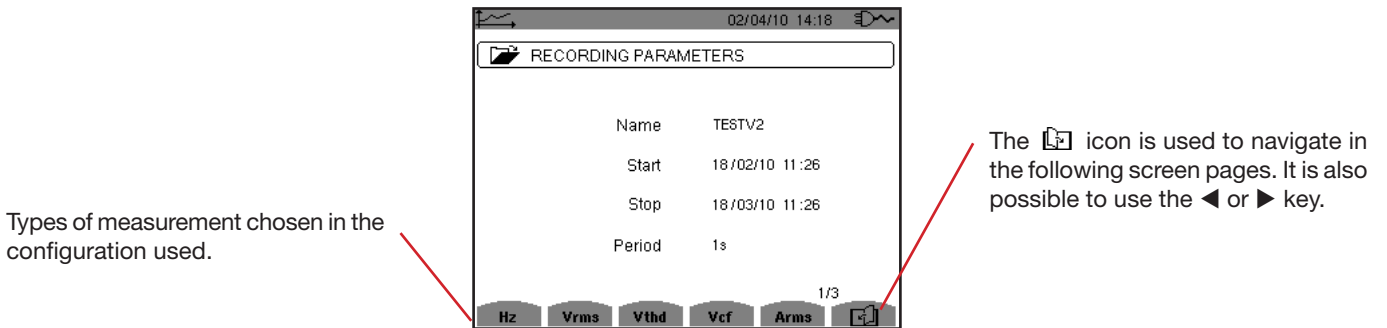 02/04/10 14:18
RECORDING PARAMETERS
Name TESTV2
Start 18/02/10 11:26
Stop 18/03/10 11:26
Period 1s
1/3
Hz Vrms Vthd Vcf Arms
Types of measurement chosen in the
configuration used.
The icon is used to navigate in
the following screen pages. It is also
possible to use the ◄ or ► key.